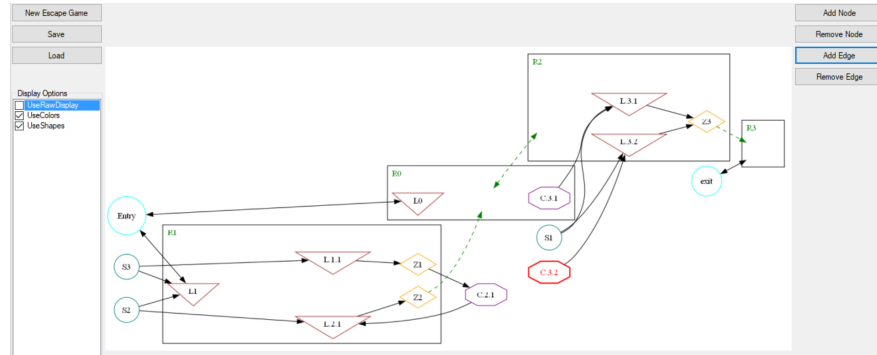 New Escape Game
Save
Load
Display Options
UseRawDisplay
UseColors
UseShapes
Add Node
Remove Node
Add Edge
Remove Edge
R2
L.3.1
Z3
L.3.2
R3
exit
R0
L0
C.3.1
Entry
S1
R1
S3
L.1.1
Z1
C.3.2
L1
Z2
C.2.1
S2
L.2.1